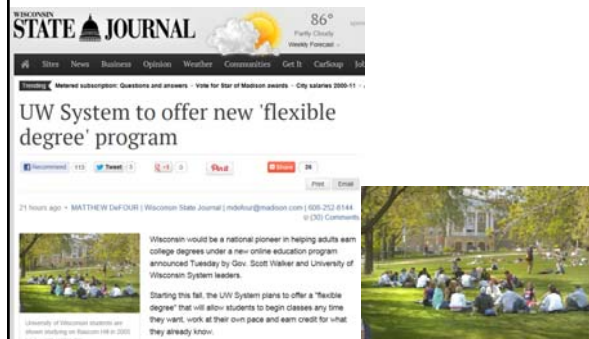 WISCONSIN
STATE JOURNAL
86°
Partly Cloudy
Weekly Forecast
Sites News Business Opinion Weather Communities Get It CarSoup Jo
Trending Metered subscription: Questions and answers - Vote for Star of Madison awards - City salaries 2000-11 -
UW System to offer new 'flexible
degree' program
Recommend 113 Tweet 3 +1 0 Pin it Share 26
Print Email
21 hours ago • MATTHEW DeFOUR | Wisconsin State Journal | mdefour@madison.com | 608-252-6144
(30) Comments
Wisconsin would be a national pioneer in helping adults earn
college degrees under a new online education program
announced Tuesday by Gov. Scott Walker and University of
Wisconsin System leaders.
Starting this fall, the UW System plans to offer a "flexible
degree" that will allow students to begin classes any time
they want, work at their own pace and earn credit for what
they already know.
University of Wisconsin students are
shown studying on Bascom Hill in 2003